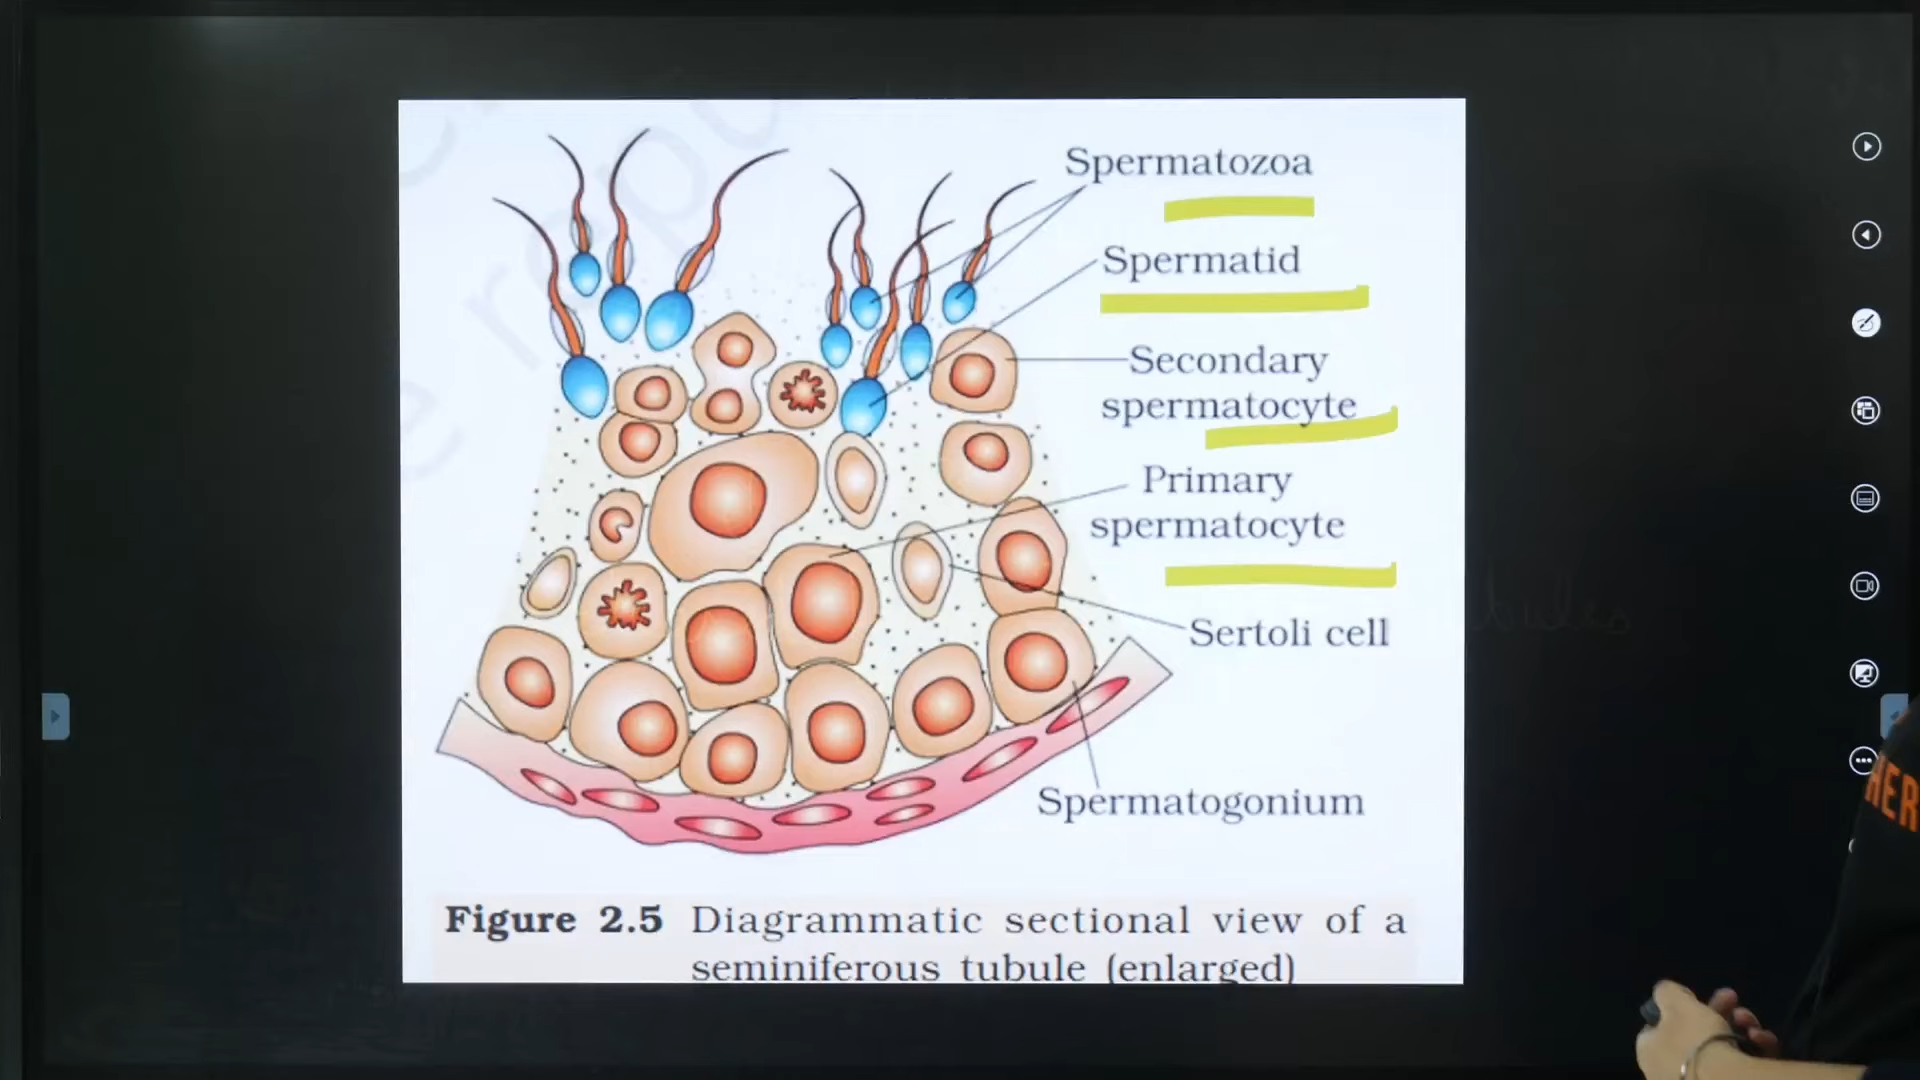 Spermatozoa
Spermatid
Secondary
spermatocyte
Primary
spermatocyte
Sertoli cell
Spermatogonium
Figure 2.5 Diagrammatic sectional view of a
seminiferous tubule (enlarged)
HER